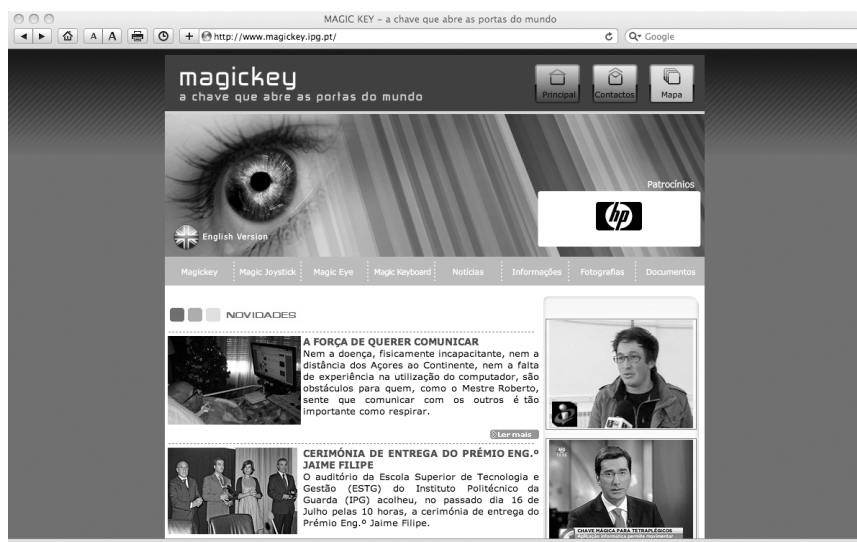 MAGIC KEY – a chave que abre as portas do mundo
A A
http://www.magickey.ipg.pt/
Google
magickey
a chave que abre as portas do mundo
Principal
Contactos
Mapa
Patrocínios
hp
English Version
Magickey
Magic Joystick
Magic Eye
Magic Keyboard
Notícias
Informações
Fotografias
Documentos
NOVIDADES
A FORÇA DE QUERER COMUNICAR
Nem a doença, fisicamente incapacitante, nem a
distância dos Açores ao Continente, nem a falta
de experiência na utilização do computador, são
obstáculos para quem, como o Mestre Roberto,
sente que comunicar com os outros é tão
importante como respirar.
Ler mais
CERIMÓNIA DE ENTREGA DO PRÉMIO ENG.º
JAIME FILIPE
O auditório da Escola Superior de Tecnologia e
Gestão (ESTG) do Instituto Politécnico da
Guarda (IPG) acolheu, no passado dia 16 de
Julho pelas 10 horas, a cerimónia de entrega do
Prémio Eng.º Jaime Filipe.
CHAVE MÁGICA PARA TETRAPLÉGICOS
Aplicação informática permite movimentar